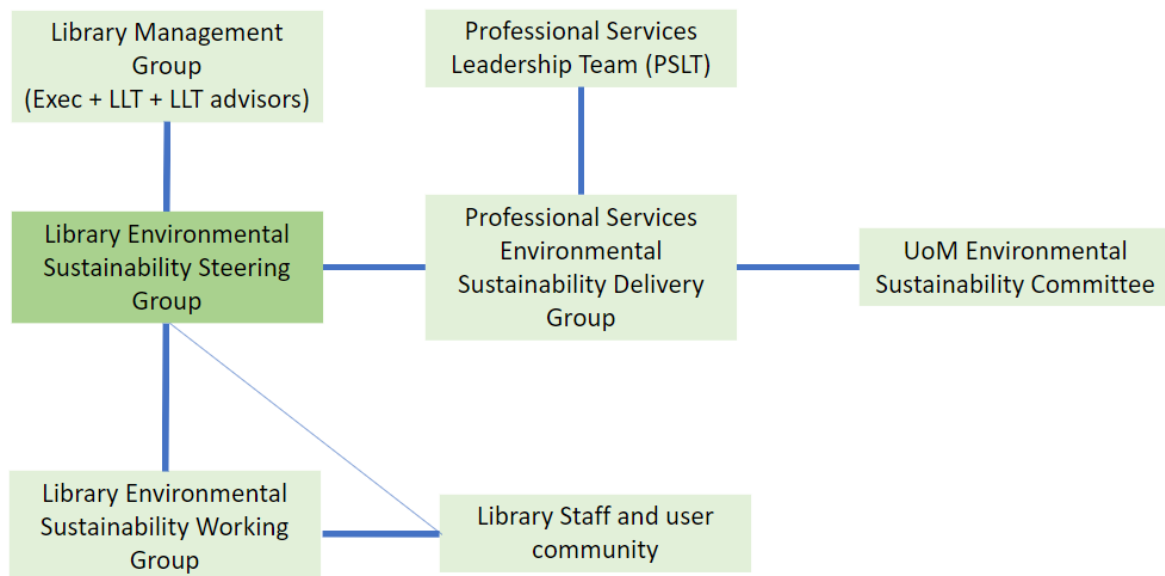 Library Management
Group
(Exec + LLT + LLT advisors)
Professional Services
Leadership Team (PSLT)
Library Environmental
Sustainability Steering
Group
Professional Services
Environmental
Sustainability Delivery
Group
UoM Environmental
Sustainability Committee
Library Environmental
Sustainability Working
Group
Library Staff and user
community